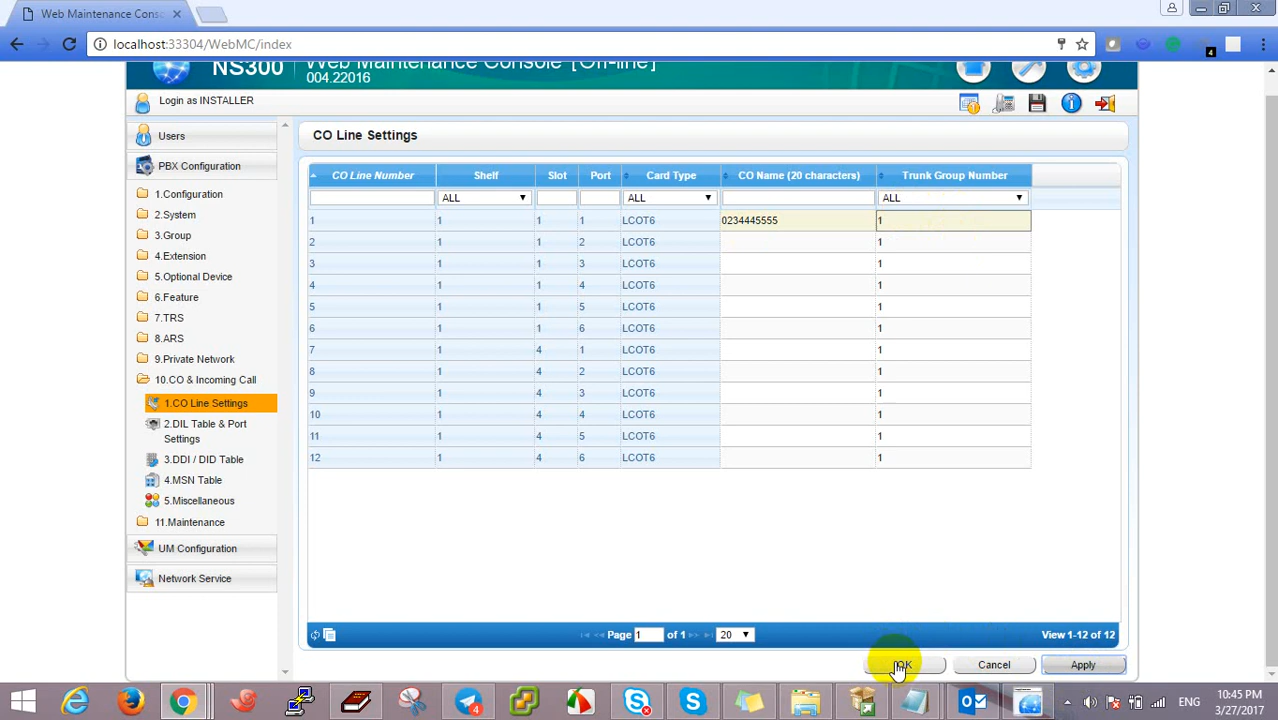 Web Maintenance Conso
localhost:33304/WebMC/index
4
NS300
Web Maintenance Console [On-line]
004.22016
Login as INSTALLER
Users
CO Line Settings
PBX Configuration
CO Line Number Shelf Slot Port Card Type CO Name (20 characters) Trunk Group Number
ALL ALL ALL
1 1 1 1 LCOT6 0234445555 1
2 1 1 2 LCOT6 1
3 1 1 3 LCOT6 1
4 1 1 4 LCOT6 1
5 1 1 5 LCOT6 1
6 1 1 6 LCOT6 1
7 1 4 1 LCOT6 1
8 1 4 2 LCOT6 1
9 1 4 3 LCOT6 1
10 1 4 4 LCOT6 1
11 1 4 5 LCOT6 1
12 1 4 6 LCOT6 1
1.Configuration
2.System
3.Group
4.Extension
5.Optional Device
6.Feature
7.TRS
8.ARS
9.Private Network
10.CO & Incoming Call
1.CO Line Settings
2.DIL Table & Port
Settings
3.DDI / DID Table
4.MSN Table
5.Miscellaneous
11.Maintenance
UM Configuration
Network Service
Page 1 of 1 20 View 1-12 of 12
OK Cancel Apply
ENG
10:45 PM
3/27/2017